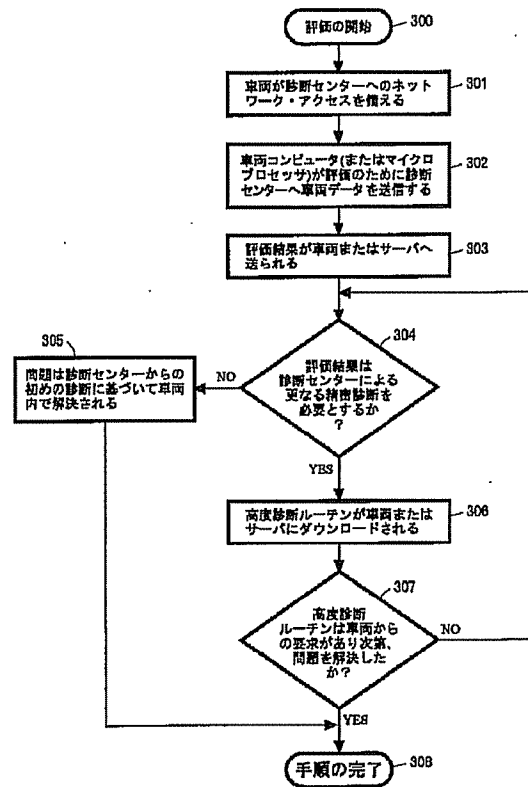 評価の開始
300
車両が診断センターへのネット
ワーク・アクセスを備える
301
車両コンピュータ(またはマイクロ
プロセッサ)が評価のために診断
センターへ車両データを送信する
302
評価結果が車両またはサーバへ
送られる
303
304
評価結果は
診断センターによる
更なる精密診断を
必要とするか
?
NO
305
問題は診断センターからの
初めの診断に基づいて車両
内で解決される
YES
高度診断ルーチンが車両または
サーバにダウンロードされる
306
307
高度診断
ルーチンは車両から
の要求があり次第、
問題を解決した
か?
NO
YES
手順の完了
308